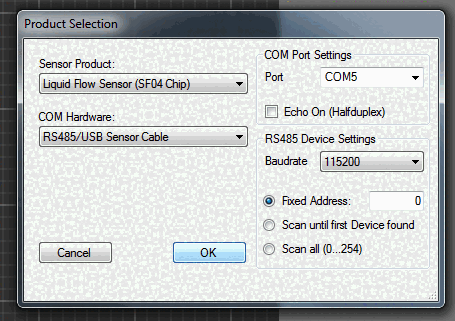 Product Selection
Sensor Product:
Liquid Flow Sensor (SF04 Chip)
COM Hardware:
RS485/USB Sensor Cable
Cancel
OK
COM Port Settings
Port
COM5
Echo On (Halfduplex)
RS485 Device Settings
Baudrate
115200
Fixed Address:
0
Scan until first Device found
Scan all (0...254)